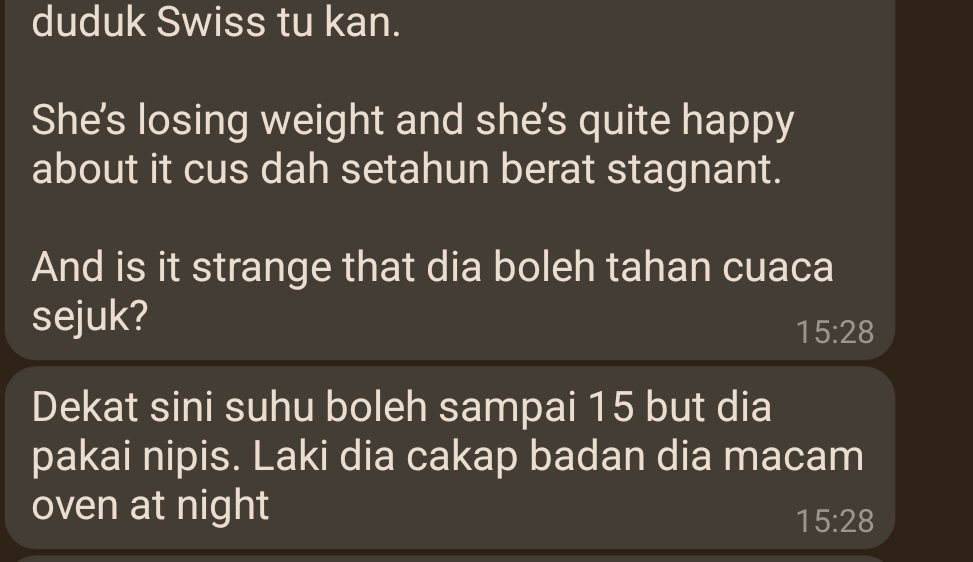 duduk Swiss tu kan.
She’s losing weight and she’s quite happy
about it cus dah setahun berat stagnant.
And is it strange that dia boleh tahan cuaca
sejuk?
15:28
Dekat sini suhu boleh sampai 15 but dia
pakai nipis. Laki dia cakap badan dia macam
oven at night
15:28